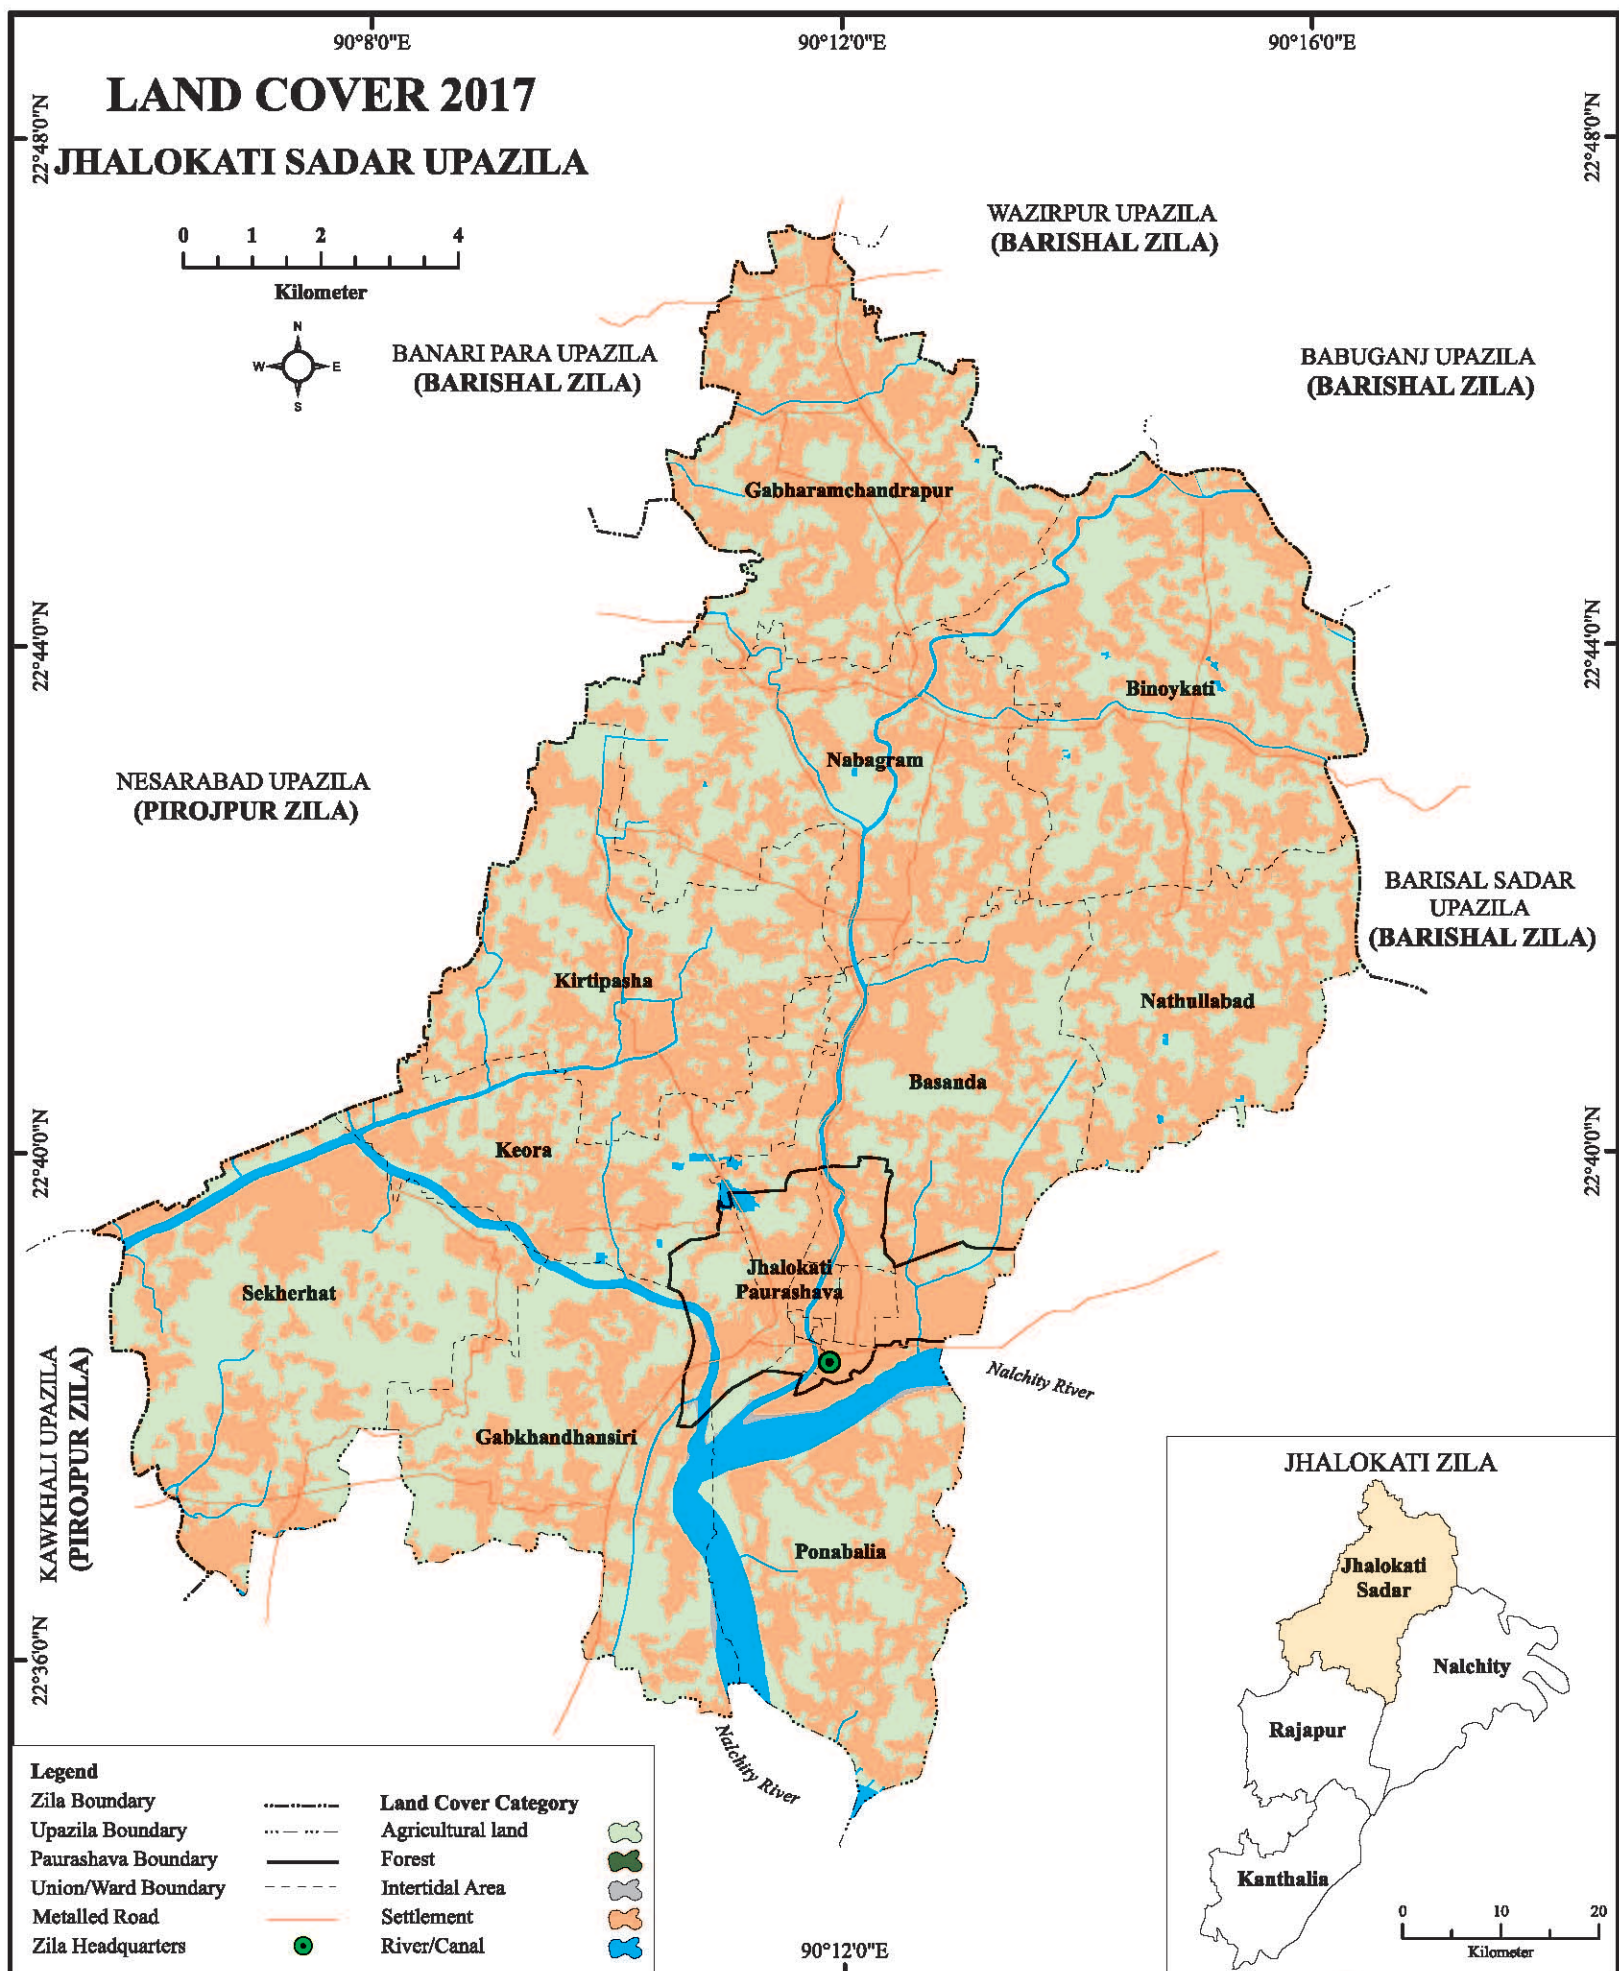 90°8'0"E
90°12'0"E
90°16'0"E
LAND COVER 2017
JHALOKATI SADAR UPAZILA
22°48'0"N
22°48'0"N
0 1 2 4
Kilometer
N
W E
S
WAZIRPUR UPAZILA
(BARISHAL ZILA)
BANARI PARA UPAZILA
(BARISHAL ZILA)
BABUGANJ UPAZILA
(BARISHAL ZILA)
Gabharamchandrapur
22°44'0"N
22°44'0"N
Binoykati
Nabagram
NESARABAD UPAZILA
(PIROJPUR ZILA)
BARISAL SADAR
UPAZILA
(BARISHAL ZILA)
Kirtipasha
Nathullabad
Basanda
22°40'0"N
22°40'0"N
Keora
Jhalokati
Paurashava
Sekherhat
KAWKHALI UPAZILA
(PIROJPUR ZILA)
Nalchity River
Gabkhandhansiri
Ponabalia
22°36'0"N
Nalchity River
JHALOKATI ZILA
Jhalokati
Sadar
Nalchity
Rajapur
Kanthalia
0 10 20
Kilometer
Legend
Zila Boundary
Upazila Boundary
Paurashava Boundary
Union/Ward Boundary
Metalled Road
Zila Headquarters
Land Cover Category
Agricultural land
Forest
Intertidal Area
Settlement
River/Canal
90°12'0"E